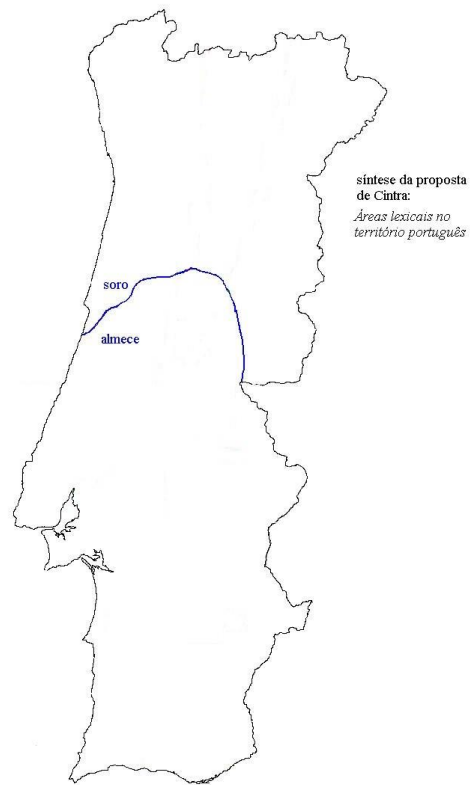 síntese da proposta
de Cintra:
Áreas lexicais no
território português
soro
almece